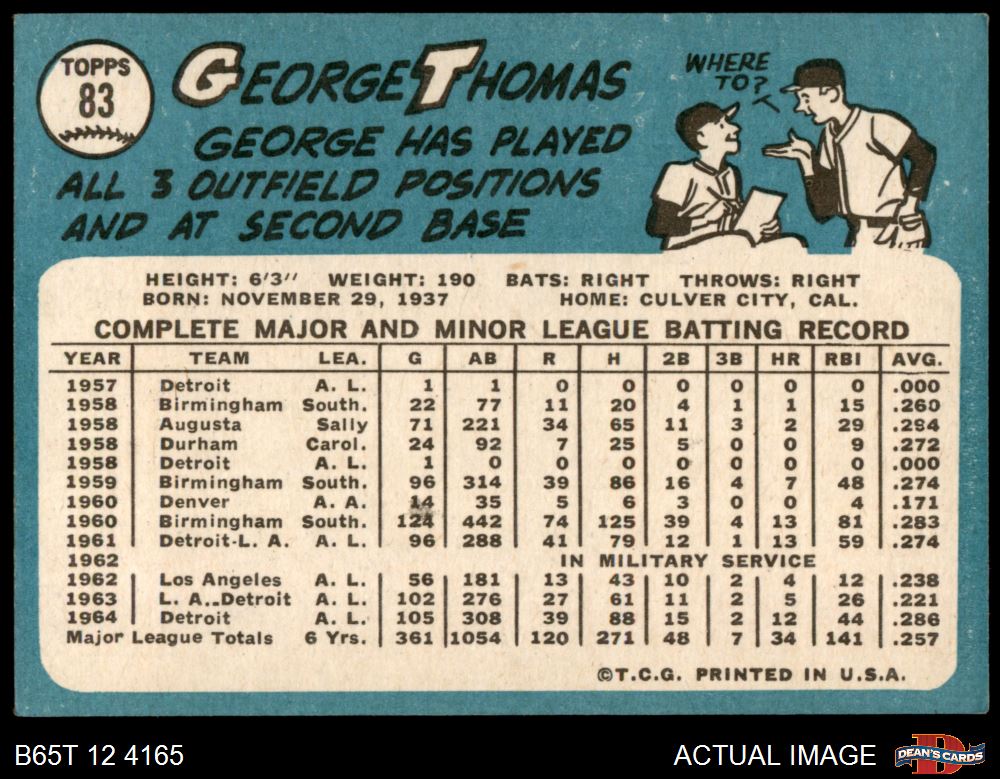 TOPPS
83
GEORGE THOMAS
GEORGE HAS PLAYED
ALL 3 OUTFIELD POSITIONS
AND AT SECOND BASE
WHERE
TO?
HEIGHT: 6'3" WEIGHT: 190 BATS: RIGHT THROWS: RIGHT
BORN: NOVEMBER 29, 1937 HOME: CULVER CITY, CAL.
COMPLETE MAJOR AND MINOR LEAGUE BATTING RECORD
YEAR TEAM LEA. G AB R H 2B 3B HR RBI AVG.
1957 Detroit A. L. 1 1 0 0 0 0 0 0 .000
1958 Birmingham South. 22 77 11 20 4 1 1 15 .260
1958 Augusta Sally 71 221 34 65 11 3 2 29 .294
1958 Durham Carol. 24 92 7 25 5 0 0 9 .272
1958 Detroit A. L. 1 0 0 0 0 0 0 0 .000
1959 Birmingham South. 96 314 39 86 16 4 7 48 .274
1960 Denver A. A. 14 35 5 6 3 0 0 4 .171
1960 Birmingham South. 124 442 74 125 39 4 13 81 .283
1961 Detroit-L. A. A. L. 96 288 41 79 12 1 13 59 .274
1962 IN MILITARY SERVICE
1962 Los Angeles A. L. 56 181 13 43 10 2 4 12 .238
1963 L. A.-Detroit A. L. 102 276 27 61 11 2 5 26 .221
1964 Detroit A. L. 105 308 39 88 15 2 12 44 .286
Major League Totals 6 Yrs. 361 1054 120 271 48 7 34 141 .257
©T.C.G. PRINTED IN U.S.A.
B65T 12 4165 ACTUAL IMAGE DEAN'S CARDS